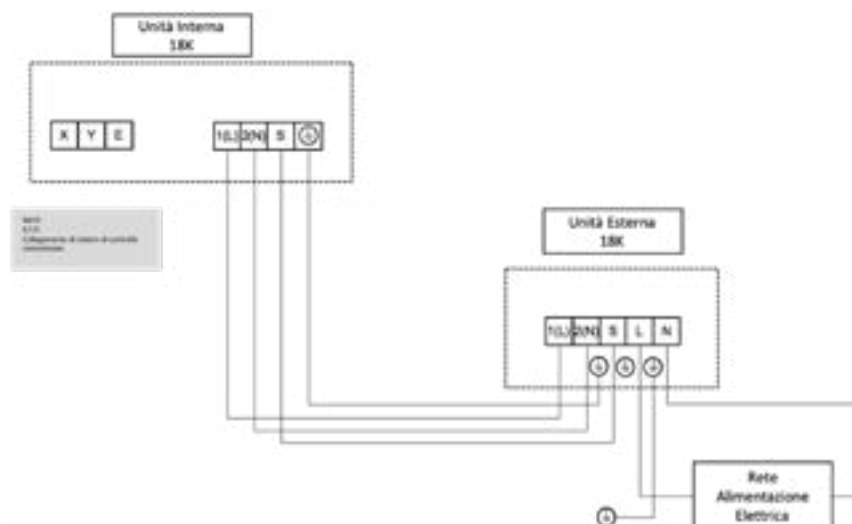 Unità Interna
18K
X Y E
1(L) 2(N) S
Unità Esterna
18K
1(L) 2(N) S L N
Rete
Alimentazione
Elettrica